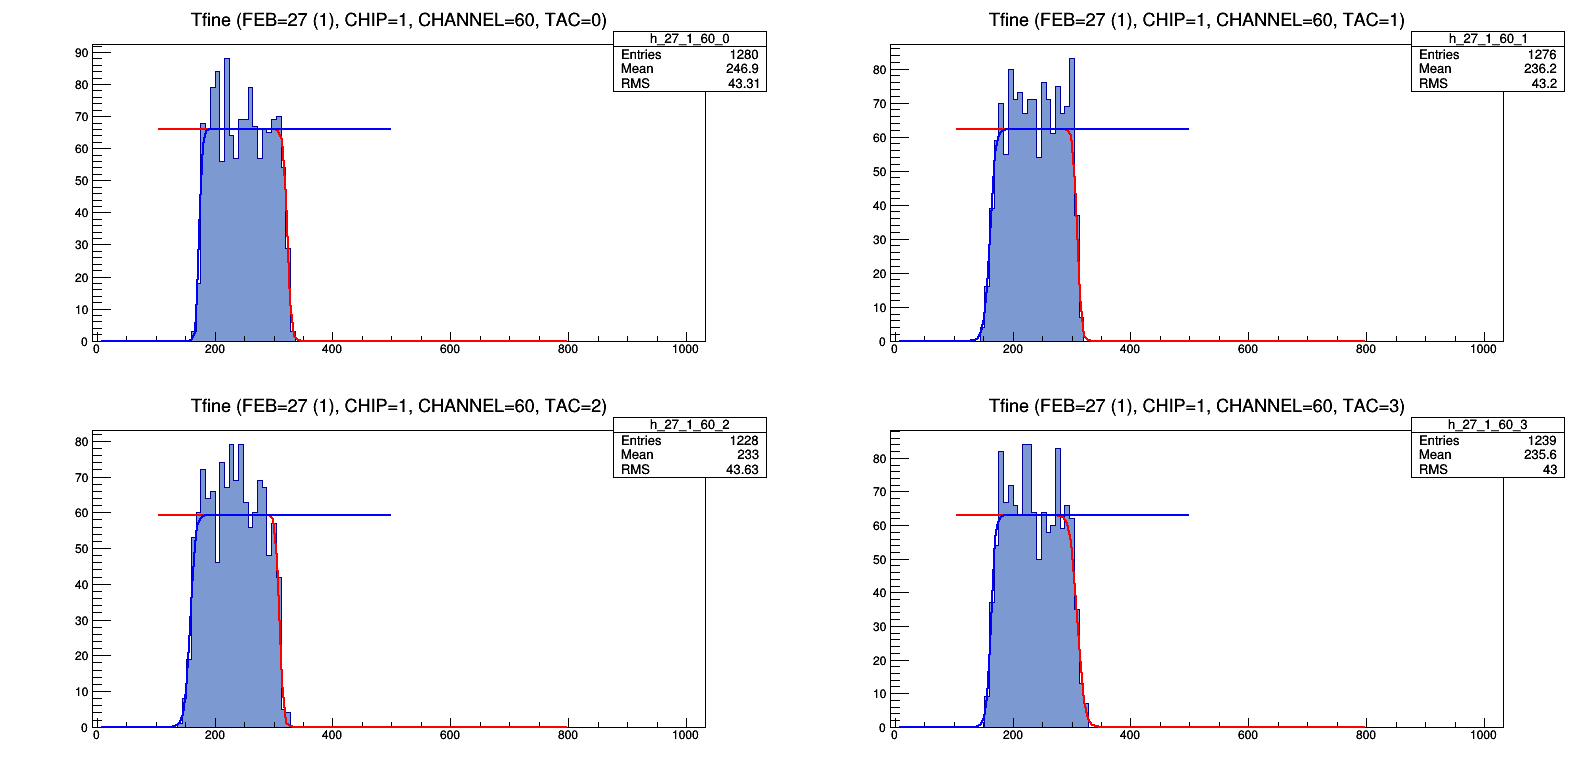 Tfine (FEB=27 (1), CHIP=1, CHANNEL=60, TAC=0)
h_27_1_60_0
Entries 1280
Mean 246.9
RMS 43.31
90
80
70
60
50
40
30
20
10
0
0 200 400 600 800 1000
Tfine (FEB=27 (1), CHIP=1, CHANNEL=60, TAC=1)
h_27_1_60_1
Entries 1276
Mean 236.2
RMS 43.2
80
70
60
50
40
30
20
10
0
0 200 400 600 800 1000
Tfine (FEB=27 (1), CHIP=1, CHANNEL=60, TAC=2)
h_27_1_60_2
Entries 1228
Mean 233
RMS 43.63
80
70
60
50
40
30
20
10
0
0 200 400 600 800 1000
Tfine (FEB=27 (1), CHIP=1, CHANNEL=60, TAC=3)
h_27_1_60_3
Entries 1239
Mean 235.6
RMS 43
80
70
60
50
40
30
20
10
0
0 200 400 600 800 1000